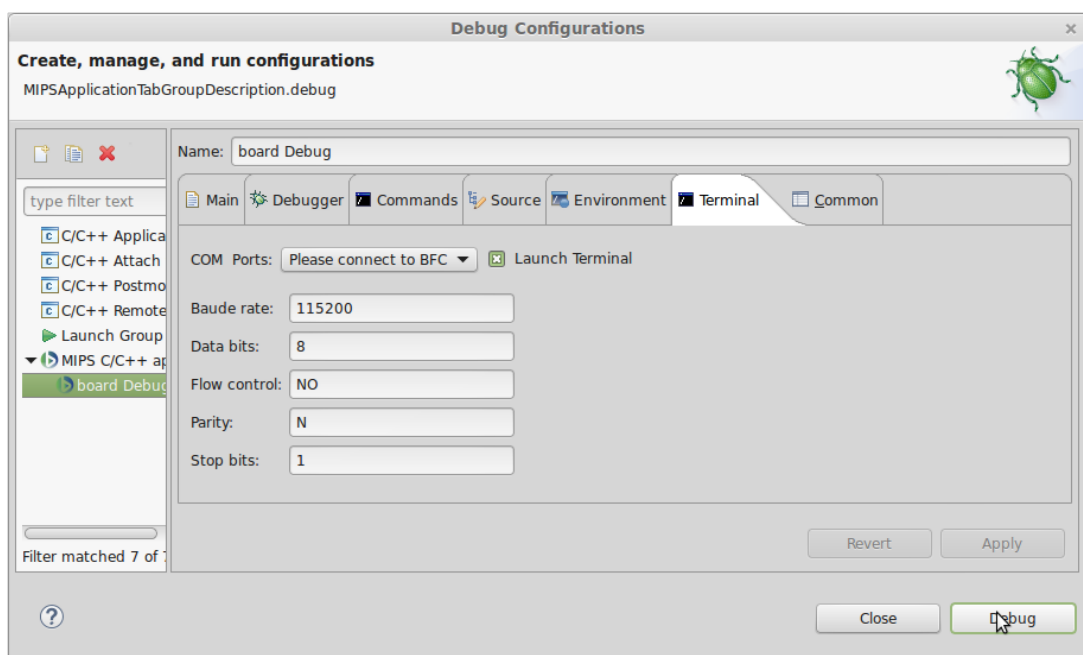 Debug Configurations
Create, manage, and run configurations
MIPSApplicationTabGroupDescription.debug
Name: board Debug
type filter text
C/C++ Applica
C/C++ Attach
C/C++ Postmo
C/C++ Remote
Launch Group
MIPS C/C++ ap
board Debug
Filter matched 7 of 7
Main Debugger Commands Source Environment Terminal Common
COM Ports: Please connect to BFC Launch Terminal
Baude rate: 115200
Data bits: 8
Flow control: NO
Parity: N
Stop bits: 1
Revert Apply
? Close Debug